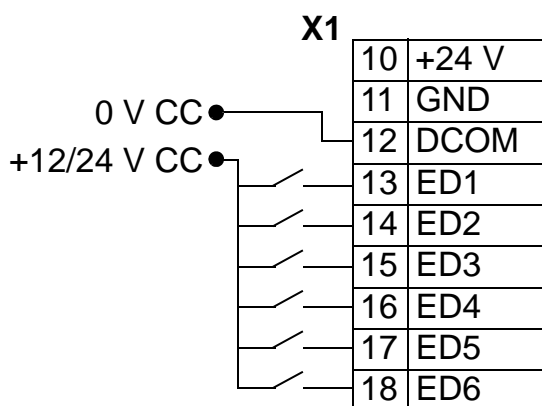 X1
10 +24 V
11 GND
0 V CC
12 DCOM
+12/24 V CC
13 ED1
14 ED2
15 ED3
16 ED4
17 ED5
18 ED6